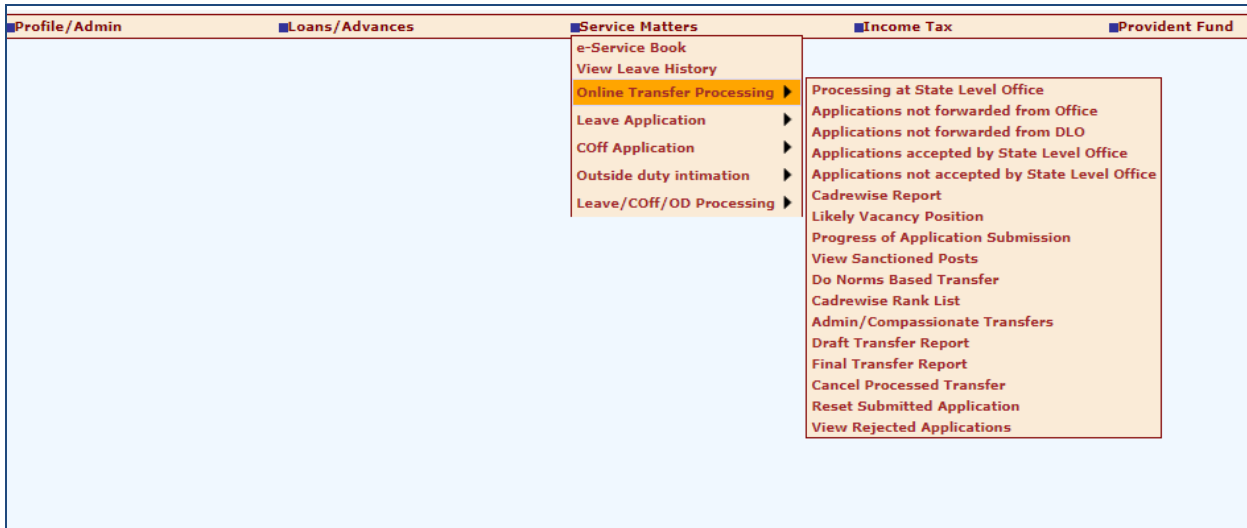 Profile/Admin Loans/Advances Service Matters Income Tax Provident Fund
e-Service Book
View Leave History
Online Transfer Processing
Leave Application
COff Application
Outside duty intimation
Leave/COff/OD Processing
Processing at State Level Office
Applications not forwarded from Office
Applications not forwarded from DLO
Applications accepted by State Level Office
Applications not accepted by State Level Office
Cadrewise Report
Likely Vacancy Position
Progress of Application Submission
View Sanctioned Posts
Do Norms Based Transfer
Cadrewise Rank List
Admin/Compassionate Transfers
Draft Transfer Report
Final Transfer Report
Cancel Processed Transfer
Reset Submitted Application
View Rejected Applications